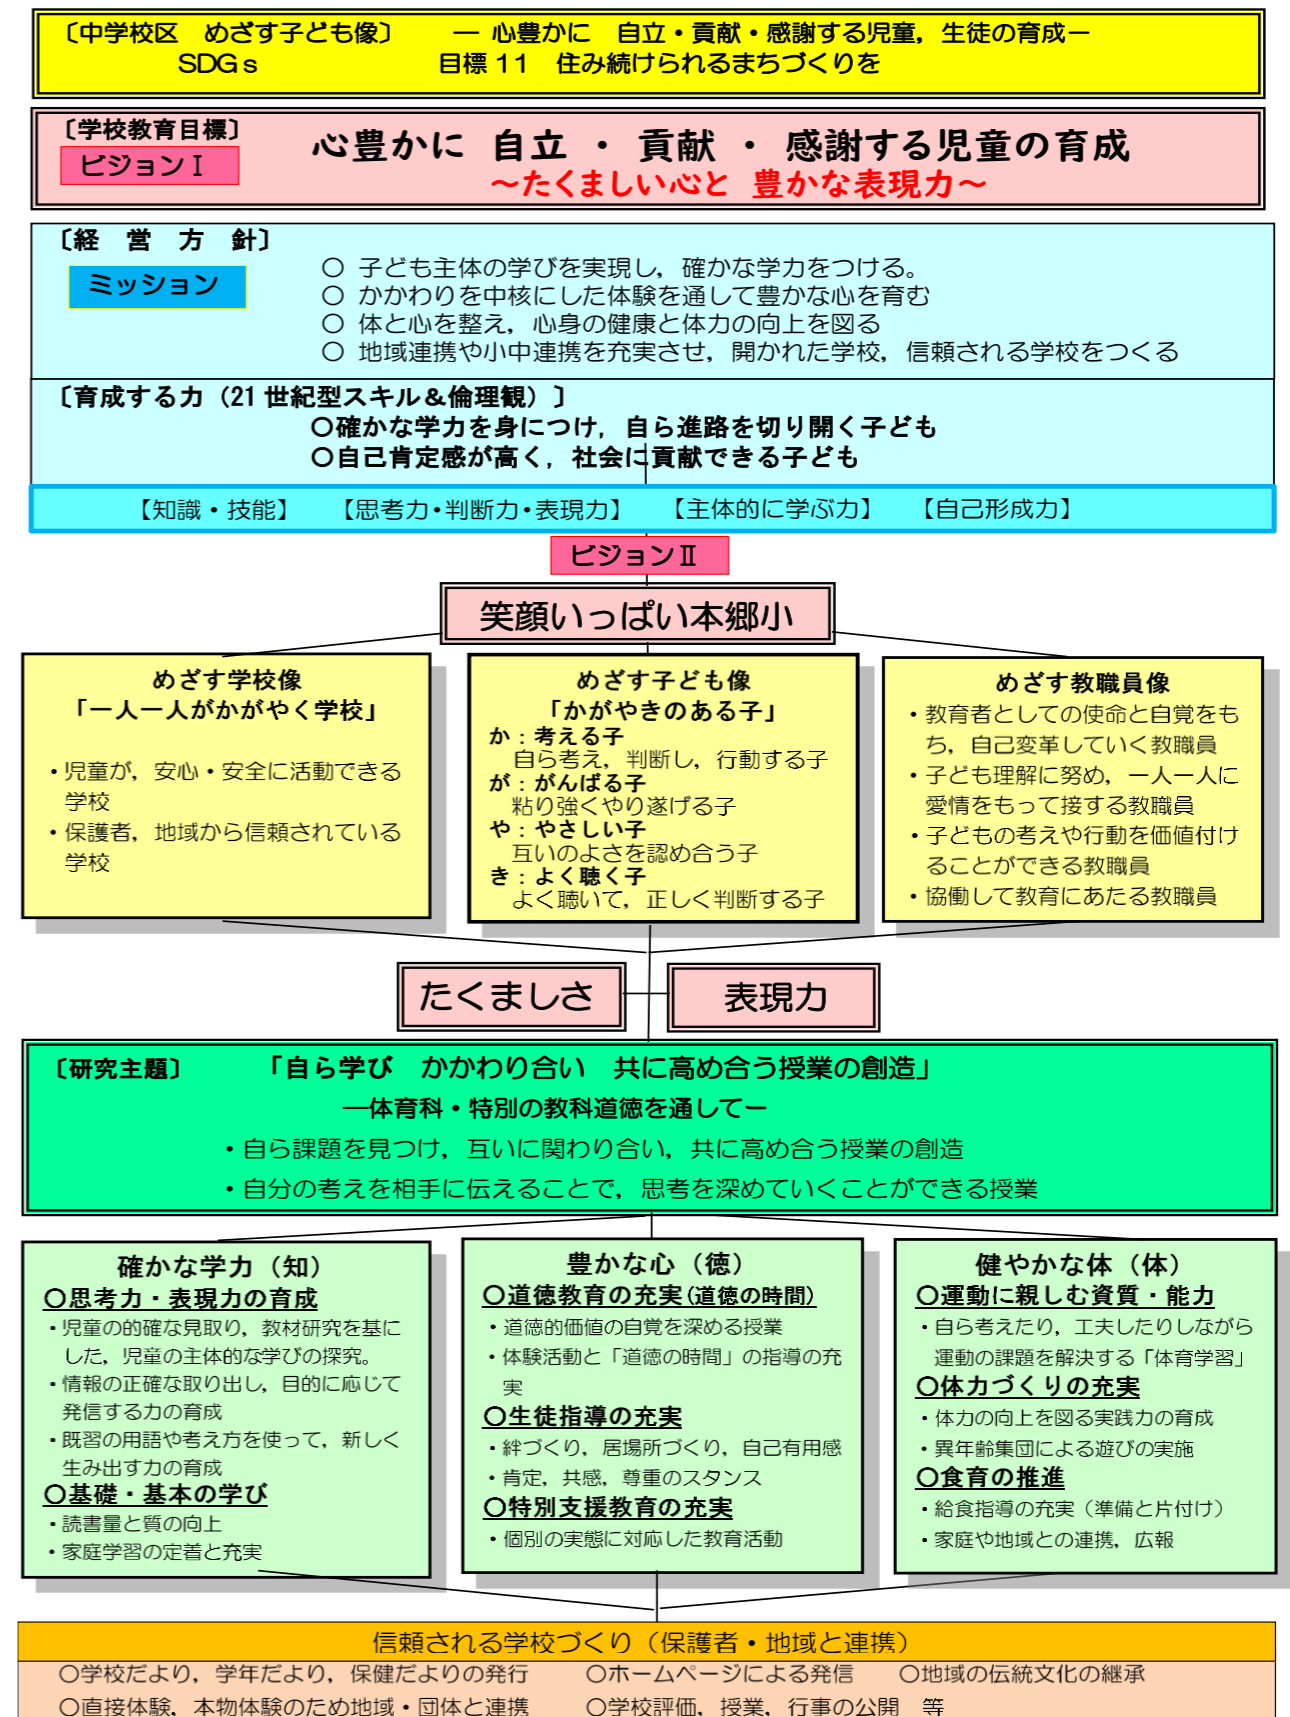 〔中学校区　めざす子ども像〕　　― 心豊かに　自立・貢献・感謝する児童，生徒の育成－
SDGｓ　　目標 11　住み続けられるまちづくりを
〔学校教育目標〕
ビジョンⅠ
心豊かに 自立 ・ 貢献 ・ 感謝する児童の育成
～たくましい心と 豊かな表現力～
〔経　営　方　針〕
ミッション
○ 子ども主体の学びを実現し，確かな学力をつける。
○ かかわりを中核にした体験を通して豊かな心を育む
○ 体と心を整え，心身の健康と体力の向上を図る
○ 地域連携や小中連携を充実させ，開かれた学校，信頼される学校をつくる
〔育成する力（21 世紀型スキル＆倫理観）〕
○確かな学力を身につけ，自ら進路を切り開く子ども
○自己肯定感が高く，社会に貢献できる子ども
【知識・技能】　【思考力・判断力・表現力】　【主体的に学ぶ力】　【自己形成力】
ビジョンⅡ
笑顔いっぱい本郷小
めざす学校像
「一人一人がかがやく学校」
・児童が，安心・安全に活動できる
学校
・保護者，地域から信頼されている
学校
めざす子ども像
「かがやきのある子」
か：考える子
自ら考え，判断し，行動する子
が：がんばる子
粘り強くやり遂げる子
や：やさしい子
互いのよさを認め合う子
き：よく聴く子
よく聴いて，正しく判断する子
めざす教職員像
・教育者としての使命と自覚をも
ち，自己変革していく教職員
・子ども理解に努め，一人一人に
愛情をもって接する教職員
・子どもの考えや行動を価値付け
ることができる教職員
・協働して教育にあたる教職員
たくましさ
表現力
〔研究主題〕　　「自ら学び　かかわり合い　共に高め合う授業の創造」
―体育科・特別の教科道徳を通してー
・自ら課題を見つけ，互いに関わり合い，共に高め合う授業の創造
・自分の考えを相手に伝えることで，思考を深めていくことができる授業
確かな学力（知）
○思考力・表現力の育成
・児童の的確な見取り，教材研究を基に
した，児童の主体的な学びの探究。
・情報の正確な取り出し，目的に応じて
発信する力の育成
・既習の用語や考え方を使って，新しく
生み出す力の育成
○基礎・基本の学び
・読書量と質の向上
・家庭学習の定着と充実
豊かな心（徳）
○道徳教育の充実(道徳の時間)
・道徳的価値の自覚を深める授業
・体験活動と「道徳の時間」の指導の充
実
○生徒指導の充実
・絆づくり，居場所づくり，自己有用感
・肯定，共感，尊重のスタンス
○特別支援教育の充実
・個別の実態に対応した教育活動
健やかな体（体）
○運動に親しむ資質・能力
・自ら考えたり，工夫したりしながら
運動の課題を解決する「体育学習」
○体力づくりの充実
・体力の向上を図る実践力の育成
・異年齢集団による遊びの実施
○食育の推進
・給食指導の充実（準備と片付け）
・家庭や地域との連携，広報
信頼される学校づくり（保護者・地域と連携）
○学校だより，学年だより，保健だよりの発行　　○ホームページによる発信　　○地域の伝統文化の継承
○直接体験，本物体験のため地域・団体と連携　　○学校評価，授業，行事の公開　等